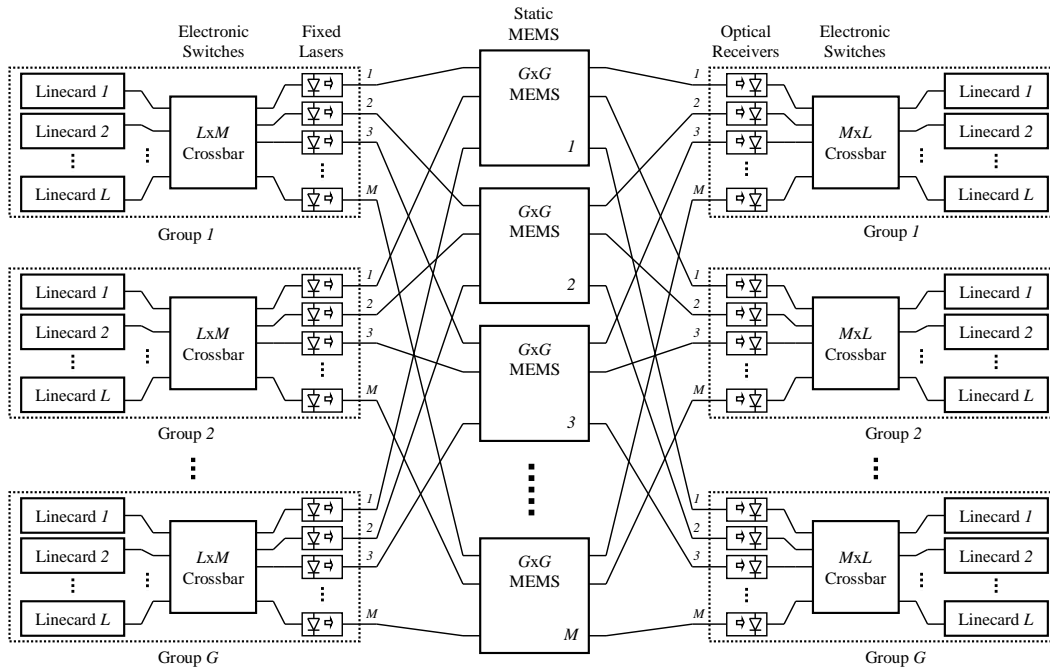 Static
MEMS
Electronic
Switches
Fixed
Lasers
Optical
Receivers
Electronic
Switches
Linecard 1
Linecard 2
Linecard L
LxM
Crossbar
1
2
3
M
Group 1
GxG
MEMS
1
1
2
3
M
MxL
Crossbar
Linecard 1
Linecard 2
Linecard L
Group 1
GxG
MEMS
2
Linecard 1
Linecard 2
Linecard L
LxM
Crossbar
1
2
3
M
Group 2
GxG
MEMS
3
1
2
3
M
MxL
Crossbar
Linecard 1
Linecard 2
Linecard L
Group 2
Linecard 1
Linecard 2
Linecard L
LxM
Crossbar
1
2
3
M
Group G
GxG
MEMS
M
1
2
3
M
MxL
Crossbar
Linecard 1
Linecard 2
Linecard L
Group G